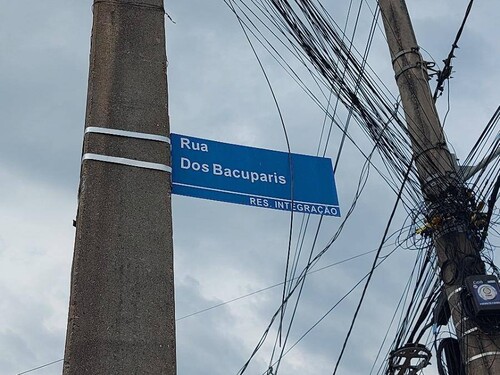 Rua
Dos Bacuparis
RES. INTEGRAÇÃO